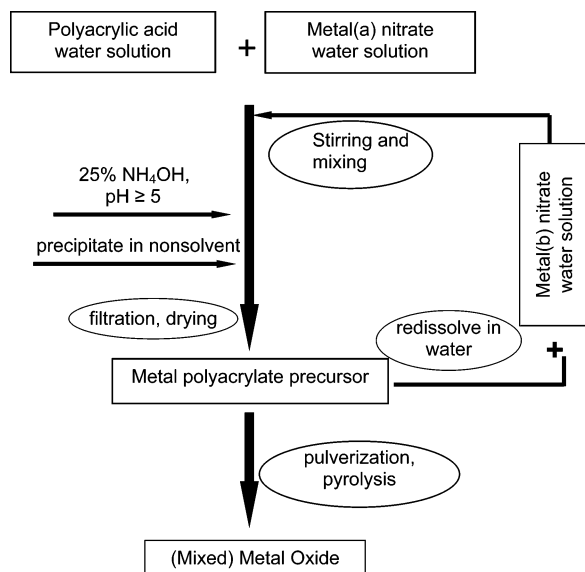 Polyacrylic acid
water solution
+
Metal(a) nitrate
water solution
Stirring and
mixing
25% NH₄OH,
pH ≥ 5
precipitate in nonsolvent
Metal(b) nitrate
water solution
filtration, drying
redissolve in
water
+
Metal polyacrylate precursor
pulverization,
pyrolysis
(Mixed) Metal Oxide